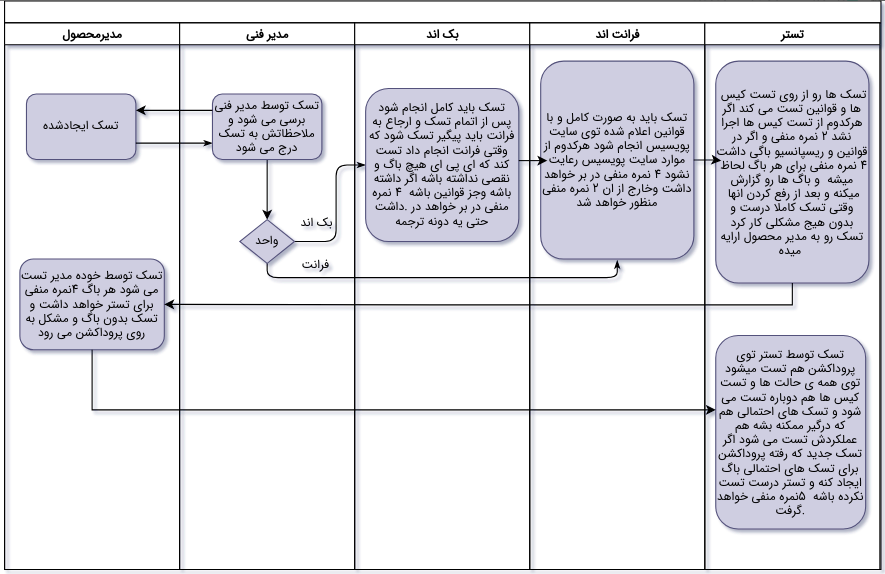 مدیرمحصول
مدیر فنی
بک اند
فرانت اند
تستر
تسک ایجادشده
تسک توسط مدیر فنی
برسی می شود و
ملاحظاتش به تسک
درج می شود
واحد
بک اند
فرانت
تسک باید کامل انجام شود
پس از اتمام تسک و ارجاع به
فرانت باید پیگیر تسک شود که
وقتی فرانت انجام داد تست
کند که ای پی ای هیچ باگ و
نقصی نداشته باشه اگر داشته
باشه وجز قوانین باشه ۴ نمره
منفی در بر خواهد در .داشت
حتی یه دونه ترجمه
تسک باید به صورت کامل و با
قوانین اعلام شده توی سایت
پویسیس انجام شود هرکدوم از
موارد سایت پویسیس رعایت
نشود ۴ نمره منفی در بر خواهد
داشت وخارج از ان ۲ نمره منفی
منظور خواهد شد
تسک ها رو از روی تست کیس
ها و قوانین تست می کند اگر
هرکدوم از تست کیس ها اجرا
نشد ۲ نمره منفی و اگر در
قوانین و ریسپانسیو باگی داشت
۴ نمره منفی برای هر باگ لحاظ
میشه و باگ ها رو گزارش
میکنه و بعد از رفع کردن انها
وقتی تسک کاملا درست و
بدون هیچ مشکلی کار کرد
تسک رو به مدیر محصول ارایه
میده
تسک توسط خوده مدیر تست
می شود هر باگ ۴نمره منفی
برای تستر خواهد داشت و
تسک بدون باگ و مشکل به
روی پروداکشن می رود
تسک توسط تستر توی
پروداکشن هم تست میشود
توی همه ی حالت ها و تست
کیس ها هم دوباره تست می
شود و تسک های احتمالی هم
که درگیر ممکنه بشه هم
عملکردش تست می شود اگر
تسک جدید که رفته پروداکشن
برای تسک های احتمالی باگ
ایجاد کنه و تستر درست تست
نکرده باشه ۵نمره منفی خواهد
گرفت.